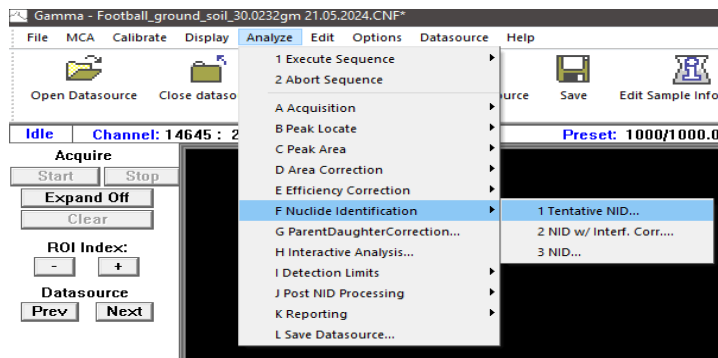 Gamma - Football_ground_soil_30.0232gm 21.05.2024.CNF*
File MCA Calibrate Display Analyze Edit Options Datasource Help
1 Execute Sequence
2 Abort Sequence
Open Datasource Close dataso urce Save Edit Sample Info
A Acquisition
Idle Channel: 14645 : 2 B Peak Locate Preset: 1000/1000.0
Acquire C Peak Area
Start Stop D Area Correction
Expand Off E Efficiency Correction
Clear F Nuclide Identification 1 Tentative NID...
G ParentDaughterCorrection... 2 NID w/ Interf. Corr....
ROI Index: H Interactive Analysis... 3 NID...
- + I Detection Limits
Datasource J Post NID Processing
Prev Next K Reporting
L Save Datasource...